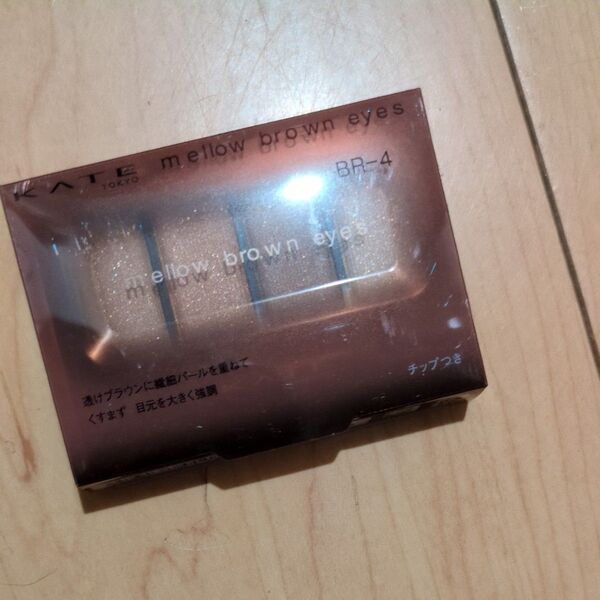 KATE
TOKYO
mellow brown eyes
BR-4
mellow brown eyes
透けブラウンに繊細パールを重ねて
くすまず 目元を大きく強調
チップつき